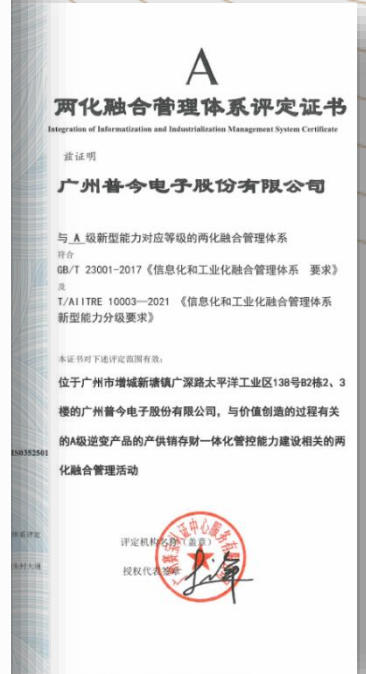 A
两化融合管理体系评定证书
Integration of Informatization and Industrialization Management System Certificate
兹证明
广州普今电子股份有限公司
与 A 级新型能力对应等级的两化融合管理体系
符合
GB/T 23001-2017《信息化和工业化融合管理体系 要求》
及
T/AIITRE 10003—2021 《信息化和工业化融合管理体系
新型能力分级要求》
本证书对下述评定范围有效:
位于广州市增城新塘镇广深路太平洋工业区138号B2栋2、3
楼的广州普今电子股份有限公司，与价值创造的过程有关
的A级逆变产品的产供销存财一体化管控能力建设相关的两
化融合管理活动
IS0352501
体系评定
评定机构名称（盖章）
授权代表签字